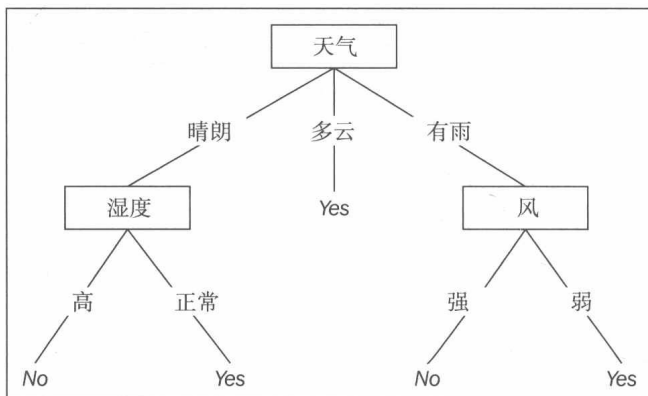 天气
晴朗 多云 有雨
湿度 Yes 风
高 正常 强 弱
No Yes No Yes